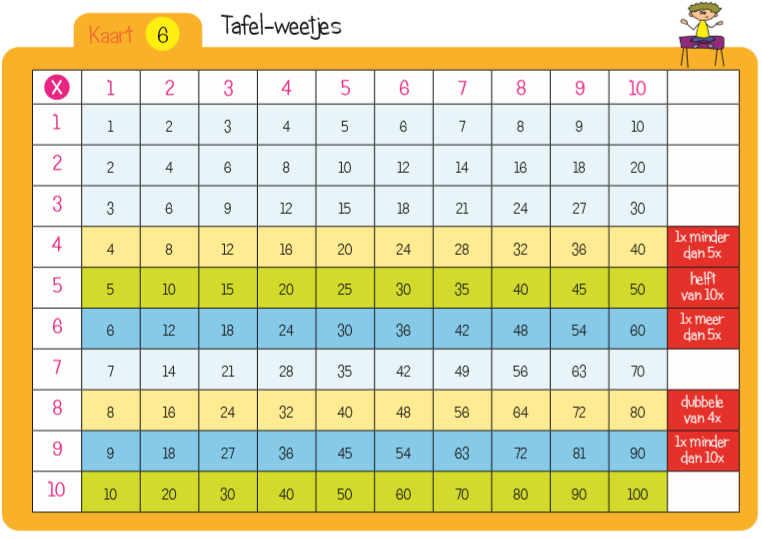 Kaart 6
Tafel-weetjes
X 1 2 3 4 5 6 7 8 9 10
1 1 2 3 4 5 6 7 8 9 10
2 2 4 6 8 10 12 14 16 18 20
3 3 6 9 12 15 18 21 24 27 30
4 4 8 12 16 20 24 28 32 36 40 1x minder
dan 5x
5 5 10 15 20 25 30 35 40 45 50 helft
van 10x
6 6 12 18 24 30 36 42 48 54 60 1x meer
dan 5x
7 7 14 21 28 35 42 49 56 63 70
8 8 16 24 32 40 48 56 64 72 80 dubbele
van 4x
9 9 18 27 36 45 54 63 72 81 90 1x minder
dan 10x
10 10 20 30 40 50 60 70 80 90 100